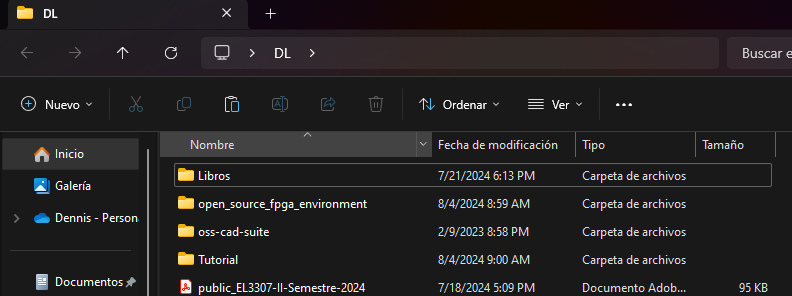 DL
DL
Buscar e
Nuevo
Ordenar
Ver
Nombre Fecha de modificación Tipo Tamaño
Inicio
Galería
Dennis - Persona
Documentos
Libros 7/21/2024 6:13 PM Carpeta de archivos
open_source_fpga_environment 8/4/2024 8:59 AM Carpeta de archivos
oss-cad-suite 2/9/2023 8:58 PM Carpeta de archivos
Tutorial 8/4/2024 9:00 AM Carpeta de archivos
public_EL3307-II-Semestre-2024 7/18/2024 5:09 PM Documento Adob... 95 KB